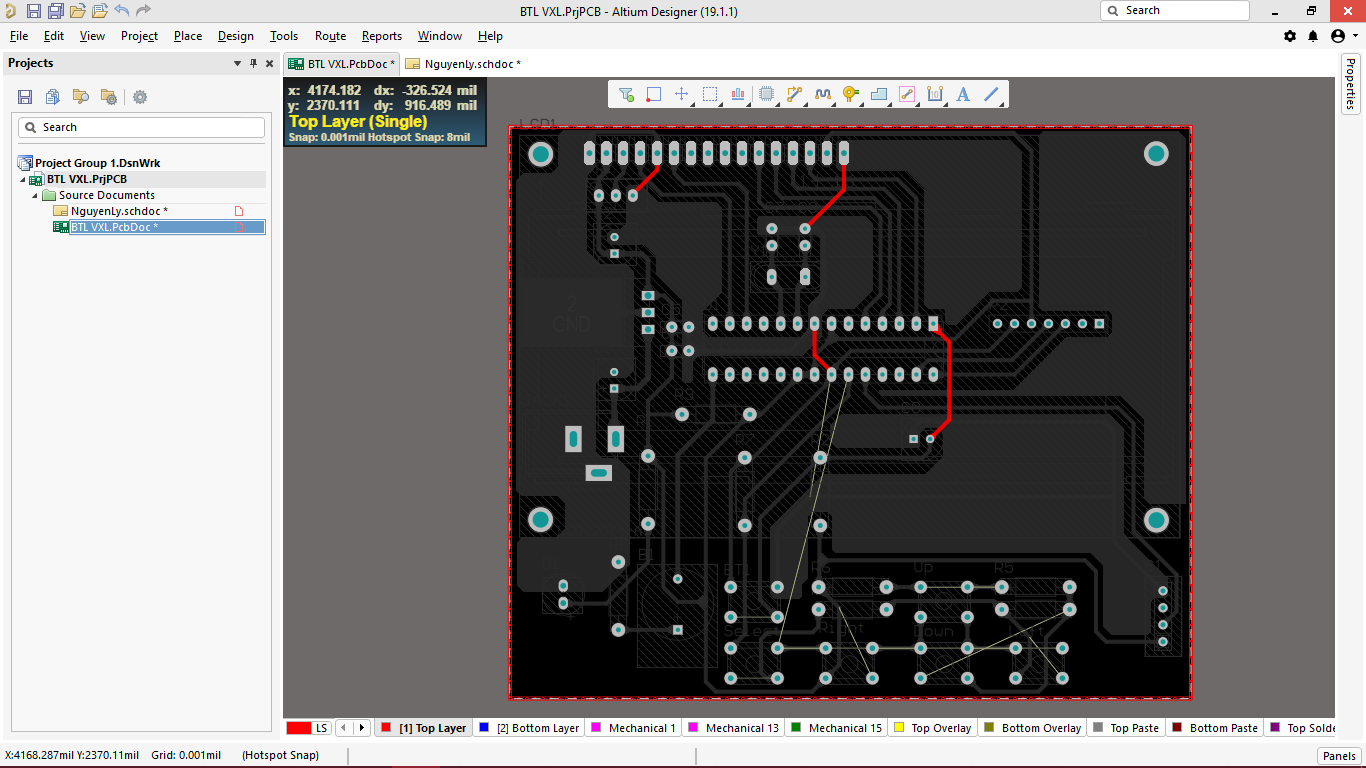 BTL VXL.PrjPCB - Altium Designer (19.1.1)
Search
File Edit View Project Place Design Tools Route Reports Window Help
Projects
BTL VXL.PcbDoc *
NguyenLy.schdoc *
Properties
x: 4174.182 dx: -326.524 mil
y: 2370.111 dy: 916.489 mil
Top Layer (Single)
Snap: 0.001mil Hotspot Snap: 8mil
Search
Project Group 1.DsnWrk
BTL VXL.PrjPCB
Source Documents
NguyenLy.schdoc *
BTL VXL.PcbDoc *
LCD1
2
GND
R7
B1
R5
Up
Select
Right
Down
LS
[1] Top Layer
[2] Bottom Layer
Mechanical 1
Mechanical 13
Mechanical 15
Top Overlay
Bottom Overlay
Top Paste
Bottom Paste
Top Solde
X:4168.287mil Y:2370.11mil Grid: 0.001mil (Hotspot Snap)
Panels